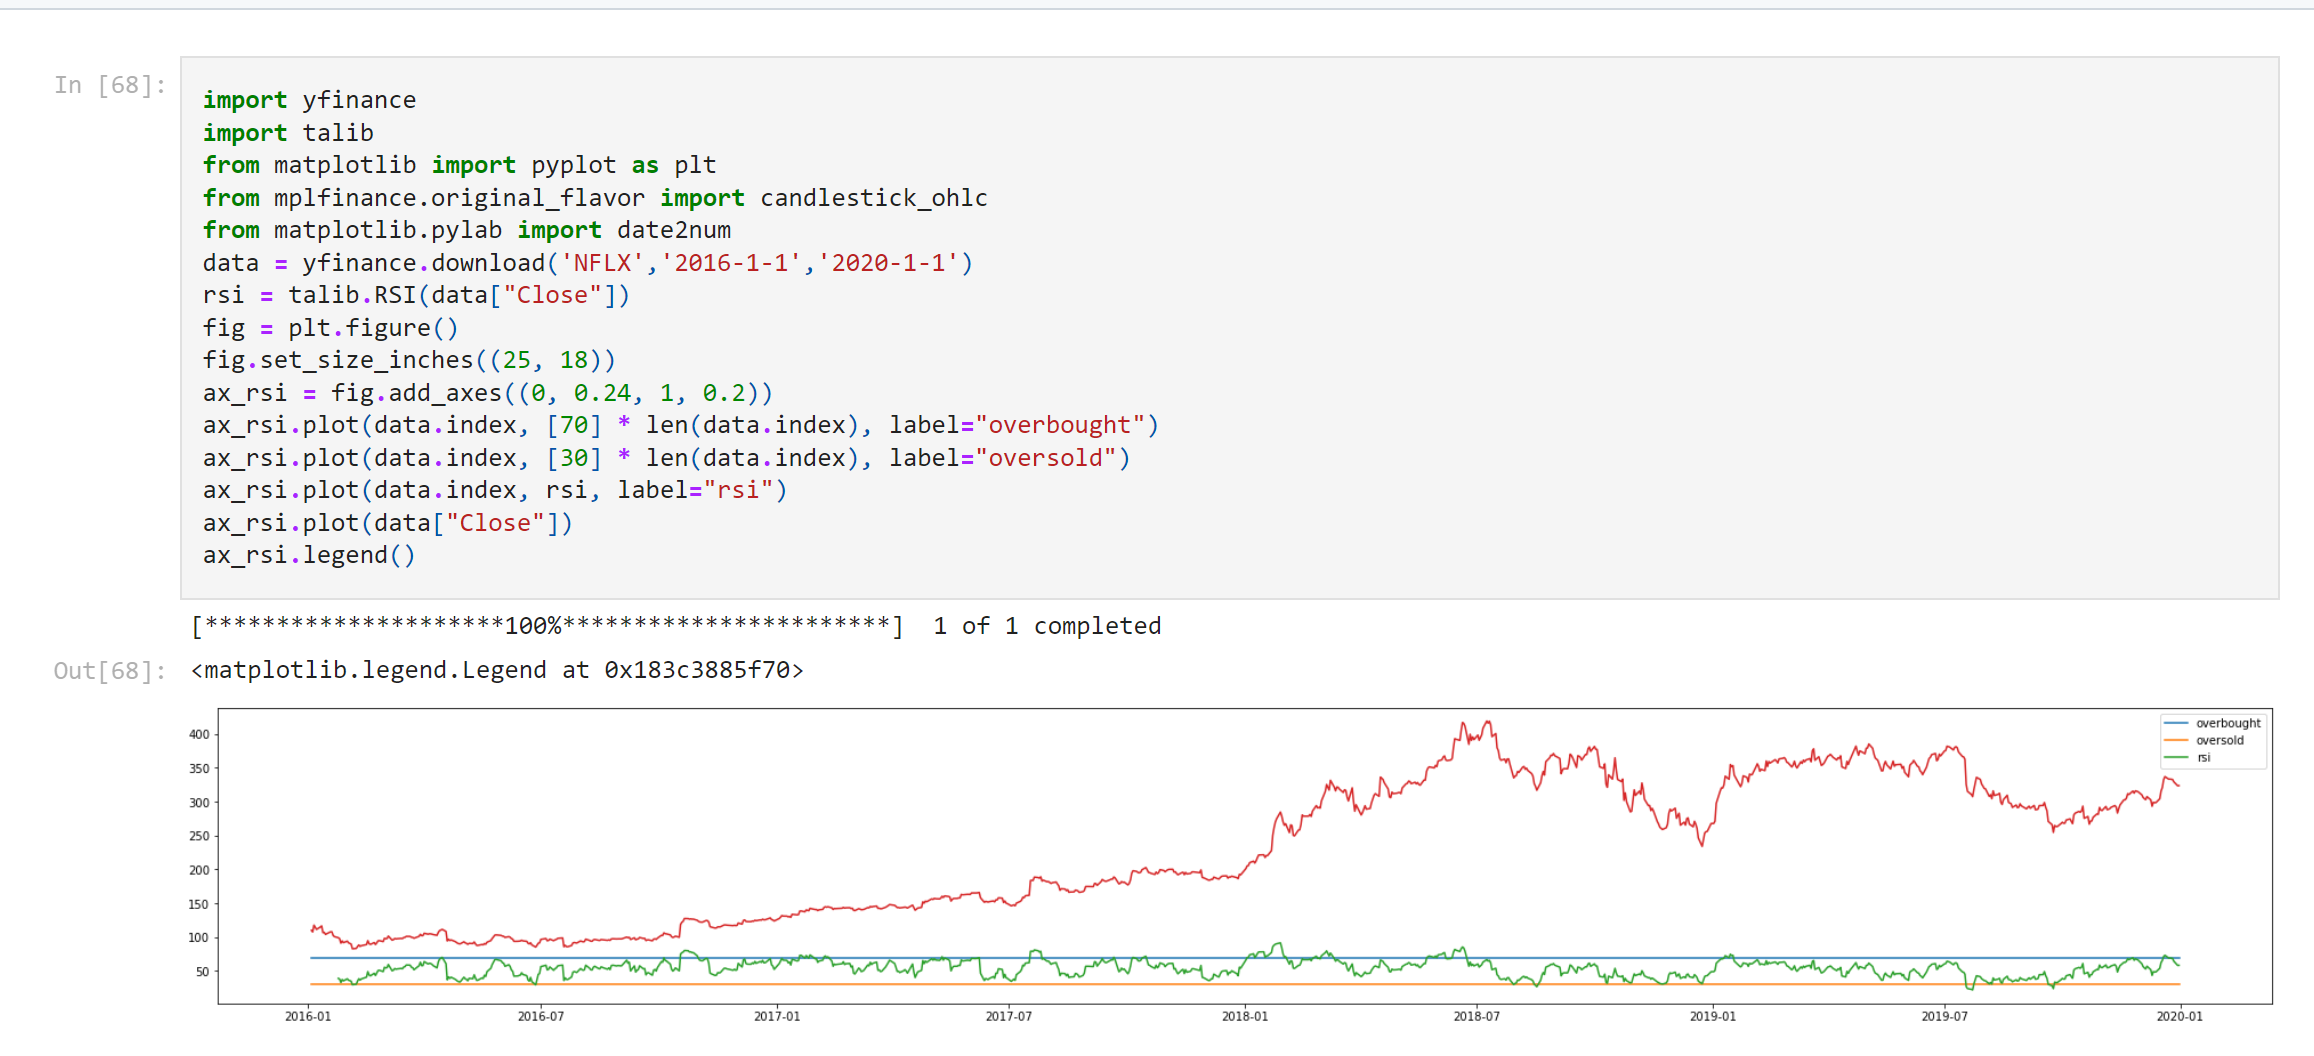 In [68]:
import yfinance
import talib
from matplotlib import pyplot as plt
from mplfinance.original_flavor import candlestick_ohlc
from matplotlib.pylab import date2num
data = yfinance.download('NFLX','2016-1-1','2020-1-1')
rsi = talib.RSI(data["Close"])
fig = plt.figure()
fig.set_size_inches((25, 18))
ax_rsi = fig.add_axes((0, 0.24, 1, 0.2))
ax_rsi.plot(data.index, [70] * len(data.index), label="overbought")
ax_rsi.plot(data.index, [30] * len(data.index), label="oversold")
ax_rsi.plot(data.index, rsi, label="rsi")
ax_rsi.plot(data["Close"])
ax_rsi.legend()
[*********************100%***********************]  1 of 1 completed
Out[68]: <matplotlib.legend.Legend at 0x183c3885f70>
overbought
oversold
rsi
400
350
300
250
200
150
100
50
2016-01 2016-07 2017-01 2017-07 2018-01 2018-07 2019-01 2019-07 2020-01